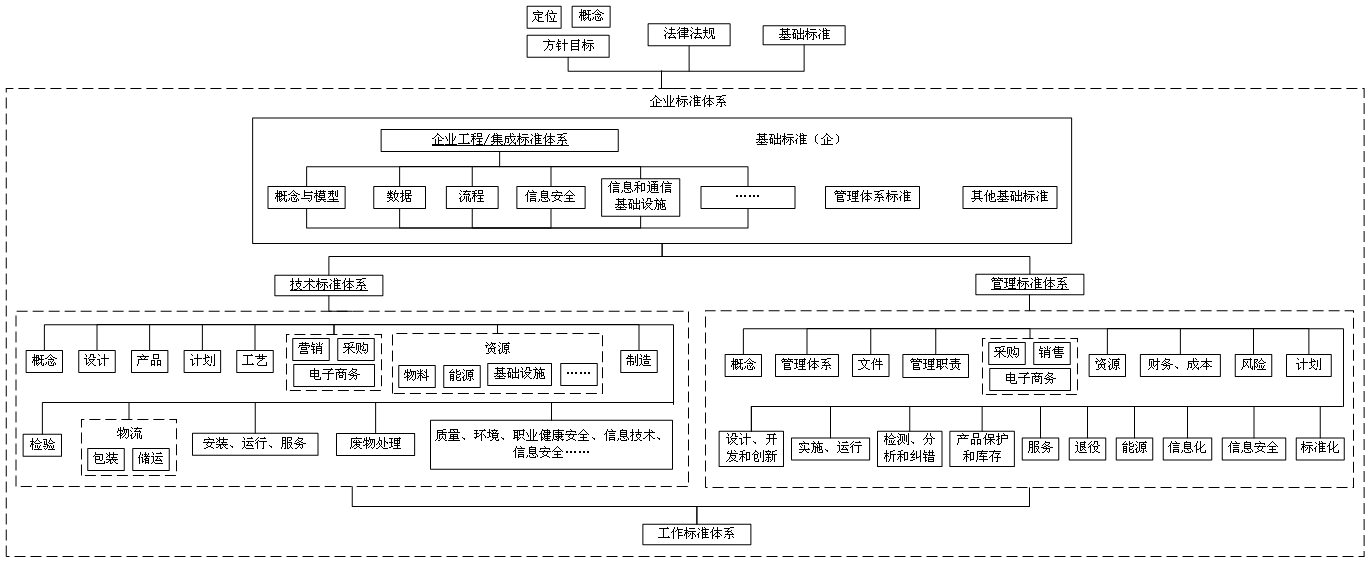 定位 概念
方针目标
法律法规
基础标准
企业标准体系
企业工程/集成标准体系
基础标准（企）
概念与模型
数据
流程
信息安全
信息和通信
基础设施
……
管理体系标准
其他基础标准
技术标准体系
管理标准体系
概念
设计
产品
计划
工艺
营销 采购
电子商务
资源
物料
能源
基础设施
……
制造
检验
物流
包装 储运
安装、运行、服务
废物处理
质量、环境、职业健康安全、信息技术、
信息安全……
概念
管理体系
文件
管理职责
采购 销售
电子商务
资源
财务、成本
风险
计划
设计、开
发和创新
实施、运行
检测、分
析和纠错
产品保护
和库存
服务
退役
能源
信息化
信息安全
标准化
工作标准体系